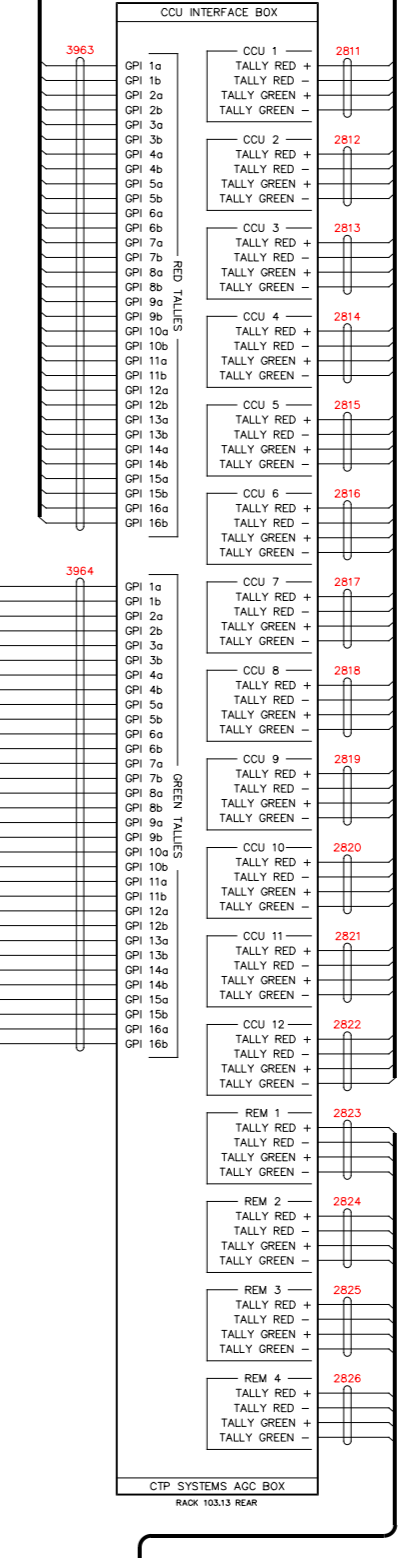 CCU INTERFACE BOX
3963
GPI 1a
GPI 1b
GPI 2a
GPI 2b
GPI 3a
GPI 3b
GPI 4a
GPI 4b
GPI 5a
GPI 5b
GPI 6a
GPI 6b
GPI 7a
GPI 7b
GPI 8a
GPI 8b
GPI 9a
GPI 9b
GPI 10a
GPI 10b
GPI 11a
GPI 11b
GPI 12a
GPI 12b
GPI 13a
GPI 13b
GPI 14a
GPI 14b
GPI 15a
GPI 15b
GPI 16a
GPI 16b
RED TALLIES
3964
GPI 1a
GPI 1b
GPI 2a
GPI 2b
GPI 3a
GPI 3b
GPI 4a
GPI 4b
GPI 5a
GPI 5b
GPI 6a
GPI 6b
GPI 7a
GPI 7b
GPI 8a
GPI 8b
GPI 9a
GPI 9b
GPI 10a
GPI 10b
GPI 11a
GPI 11b
GPI 12a
GPI 12b
GPI 13a
GPI 13b
GPI 14a
GPI 14b
GPI 15a
GPI 15b
GPI 16a
GPI 16b
GREEN TALLIES
CCU 1 2811
TALLY RED +
TALLY RED -
TALLY GREEN +
TALLY GREEN -
CCU 2 2812
TALLY RED +
TALLY RED -
TALLY GREEN +
TALLY GREEN -
CCU 3 2813
TALLY RED +
TALLY RED -
TALLY GREEN +
TALLY GREEN -
CCU 4 2814
TALLY RED +
TALLY RED -
TALLY GREEN +
TALLY GREEN -
CCU 5 2815
TALLY RED +
TALLY RED -
TALLY GREEN +
TALLY GREEN -
CCU 6 2816
TALLY RED +
TALLY RED -
TALLY GREEN +
TALLY GREEN -
CCU 7 2817
TALLY RED +
TALLY RED -
TALLY GREEN +
TALLY GREEN -
CCU 8 2818
TALLY RED +
TALLY RED -
TALLY GREEN +
TALLY GREEN -
CCU 9 2819
TALLY RED +
TALLY RED -
TALLY GREEN +
TALLY GREEN -
CCU 10 2820
TALLY RED +
TALLY RED -
TALLY GREEN +
TALLY GREEN -
CCU 11 2821
TALLY RED +
TALLY RED -
TALLY GREEN +
TALLY GREEN -
CCU 12 2822
TALLY RED +
TALLY RED -
TALLY GREEN +
TALLY GREEN -
REM 1 2823
TALLY RED +
TALLY RED -
TALLY GREEN +
TALLY GREEN -
REM 2 2824
TALLY RED +
TALLY RED -
TALLY GREEN +
TALLY GREEN -
REM 3 2825
TALLY RED +
TALLY RED -
TALLY GREEN +
TALLY GREEN -
REM 4 2826
TALLY RED +
TALLY RED -
TALLY GREEN +
TALLY GREEN -
CTP SYSTEMS AGC BOX
RACK 103.13 REAR